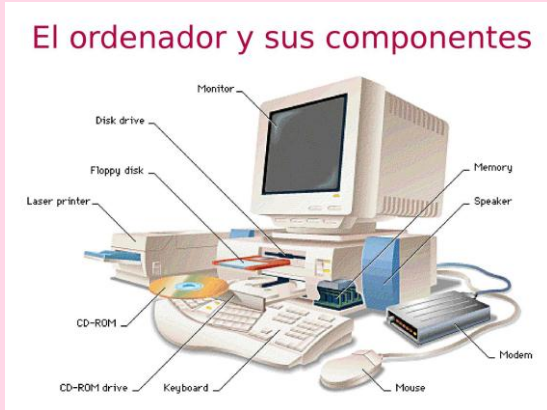 El ordenador y sus componentes
Monitor
Disk drive
Floppy disk
Memory
Laser printer
Speaker
CD-ROM
Modem
CD-ROM drive
Keyboard
Mouse